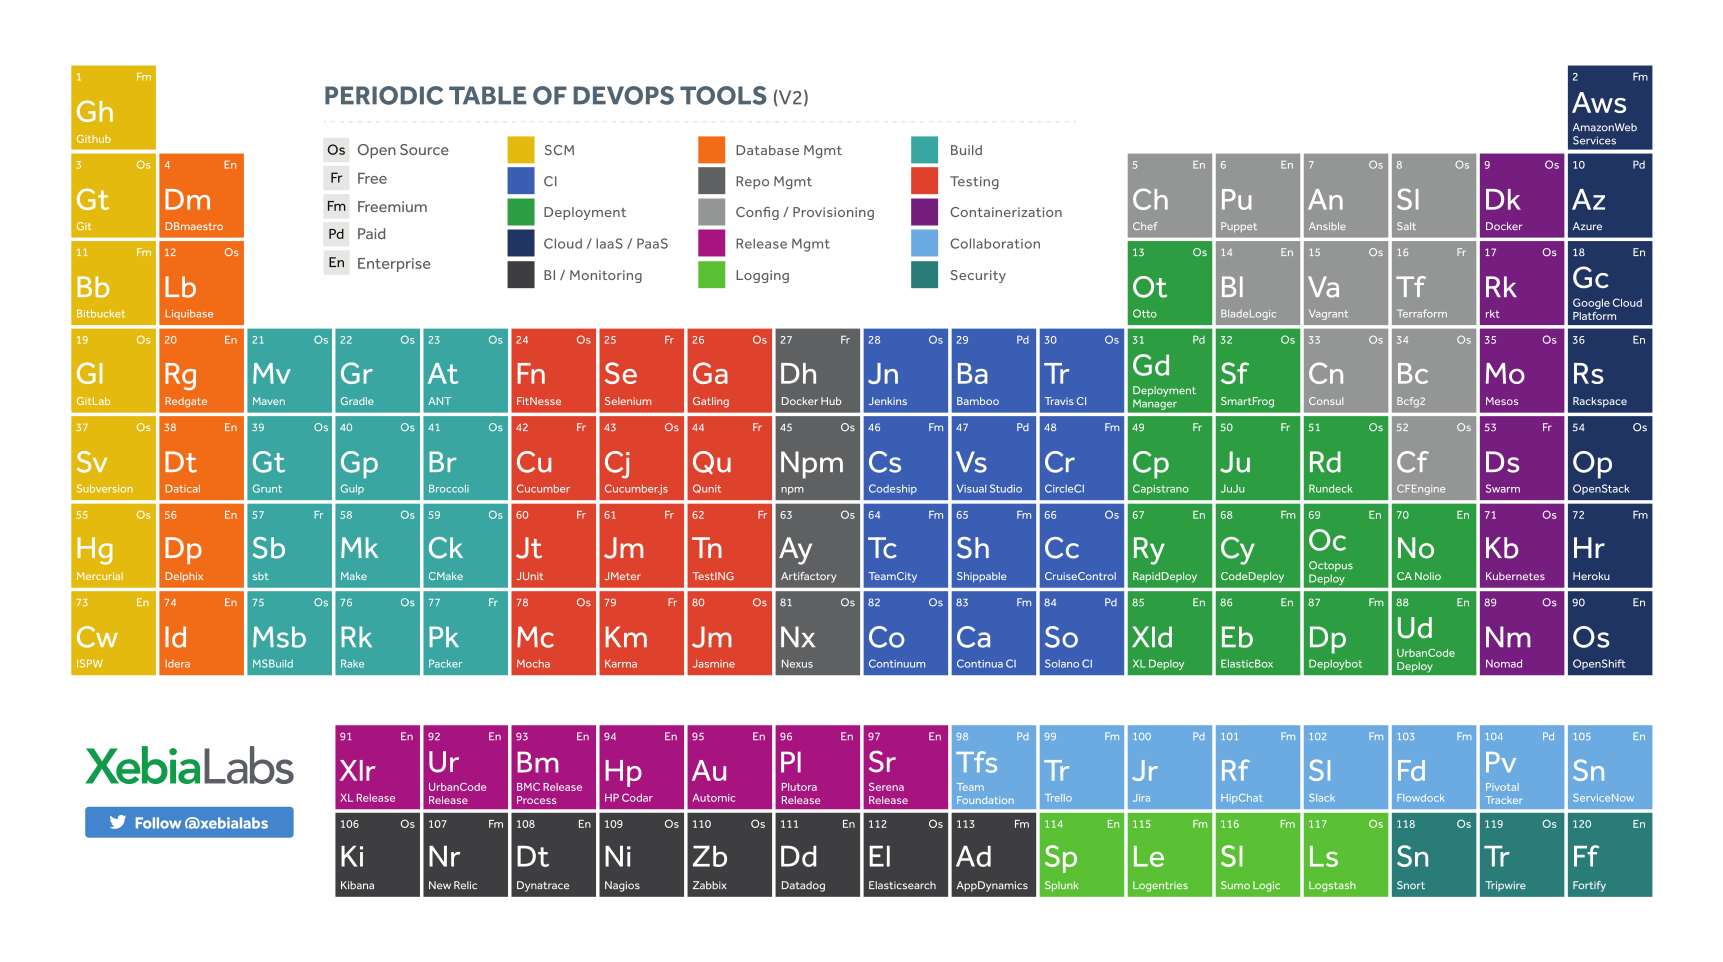 PERIODIC TABLE OF DEVOPS TOOLS (V2)
Os Open Source
Fr Free
Fm Freemium
Pd Paid
En Enterprise
SCM
CI
Deployment
Cloud / IaaS / PaaS
BI / Monitoring
Database Mgmt
Repo Mgmt
Config / Provisioning
Release Mgmt
Logging
Build
Testing
Containerization
Collaboration
Security
1 Fm
Gh
Github
2 Fm
Aws
AmazonWeb
Services
3 Os
Gt
Git
4 En
Dm
DBmaestro
5 En
Ch
Chef
6 En
Pu
Puppet
7 Os
An
Ansible
8 Os
Sl
Salt
9 Os
Dk
Docker
10 Pd
Az
Azure
11 Fm
Bb
Bitbucket
12 Os
Lb
Liquibase
13 Os
Ot
Otto
14 En
Bl
BladeLogic
15 Os
Va
Vagrant
16 Fr
Tf
Terraform
17 Os
Rk
rkt
18 En
Gc
Google Cloud
Platform
19 Os
Gl
GitLab
20 En
Rg
Redgate
21 Os
Mv
Maven
22 Os
Gr
Gradle
23 Os
At
ANT
24 Os
Fn
FitNesse
25 Fr
Se
Selenium
26 Os
Ga
Gatling
27 Fr
Dh
Docker Hub
28 Os
Jn
Jenkins
29 Pd
Ba
Bamboo
30 Os
Tr
Travis CI
31 Pd
Gd
Deployment
Manager
32 Os
Sf
SmartFrog
33 Os
Cn
Consul
34 Os
Bc
Bcfg2
35 Os
Mo
Mesos
36 En
Rs
Rackspace
37 Os
Sv
Subversion
38 En
Dt
Datical
39 Os
Gt
Grunt
40 Os
Gp
Gulp
41 Os
Br
Broccoli
42 Fr
Cu
Cucumber
43 Os
Cj
Cucumber.js
44 Fr
Qu
Qunit
45 Os
Npm
npm
46 Fm
Cs
Codeship
47 Pd
Vs
Visual Studio
48 Fm
Cr
CircleCI
49 Fr
Cp
Capistrano
50 Fr
Ju
JuJu
51 Os
Rd
Rundeck
52 Os
Cf
CFEngine
53 Fr
Ds
Swarm
54 Os
Op
OpenStack
55 Os
Hg
Mercurial
56 En
Dp
Delphix
57 Fr
Sb
sbt
58 Os
Mk
Make
59 Os
Ck
CMake
60 Fr
Jt
JUnit
61 Fr
Jm
JMeter
62 Fr
Tn
TestING
63 Os
Ay
Artifactory
64 Fm
Tc
TeamCity
65 Fm
Sh
Shippable
66 Os
Cc
CruiseControl
67 En
Ry
RapidDeploy
68 Fm
Cy
CodeDeploy
69 En
Oc
Octopus
Deploy
70 En
No
CA Nolio
71 Os
Kb
Kubernetes
72 Fm
Hr
Heroku
73 En
Cw
ISPW
74 En
Id
Idera
75 Os
Msb
MSBuild
76 Os
Rk
Rake
77 Fr
Pk
Packer
78 Os
Mc
Mocha
79 Fr
Km
Karma
80 Os
Jm
Jasmine
81 Os
Nx
Nexus
82 Os
Co
Continuum
83 Fm
Ca
Continua CI
84 Pd
So
Solano CI
85 En
Xld
XL Deploy
86 En
Eb
ElasticBox
87 Fm
Dp
Deploybot
88 En
Ud
UrbanCode
Deploy
89 Os
Nm
Nomad
90 En
Os
OpenShift
XebiaLabs
Follow @xebialabs
91 En
Xlr
XL Release
92 En
Ur
UrbanCode
Release
93 En
Bm
BMC Release
Process
94 En
Hp
HP Codar
95 En
Au
Automic
96 En
Pl
Plutora
Release
97 En
Sr
Serena
Release
98 Pd
Tfs
Team
Foundation
99 Fm
Tr
Trello
100 Pd
Jr
Jira
101 Fm
Rf
HipChat
102 Fm
Sl
Slack
103 Fm
Fd
Flowdock
104 Pd
Pv
Pivotal
Tracker
105 En
Sn
ServiceNow
106 Os
Ki
Kibana
107 Fm
Nr
New Relic
108 En
Dt
Dynatrace
109 Os
Ni
Nagios
110 Os
Zb
Zabbix
111 En
Dd
Datadog
112 Os
El
Elasticsearch
113 Fm
Ad
AppDynamics
114 En
Sp
Splunk
115 Fm
Le
Logentries
116 Fm
Sl
Sumo Logic
117 Os
Ls
Logstash
118 Os
Sn
Snort
119 Os
Tr
Tripwire
120 En
Ff
Fortify